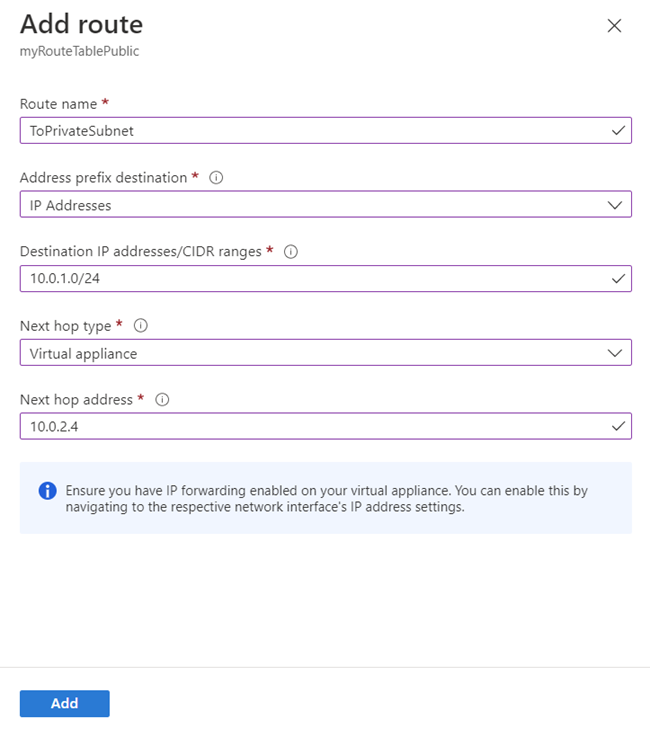 Add route
myRouteTablePublic
Route name *
ToPrivateSubnet
Address prefix destination *
IP Addresses
Destination IP addresses/CIDR ranges *
10.0.1.0/24
Next hop type *
Virtual appliance
Next hop address *
10.0.2.4
Ensure you have IP forwarding enabled on your virtual appliance. You can enable this by
navigating to the respective network interface's IP address settings.
Add